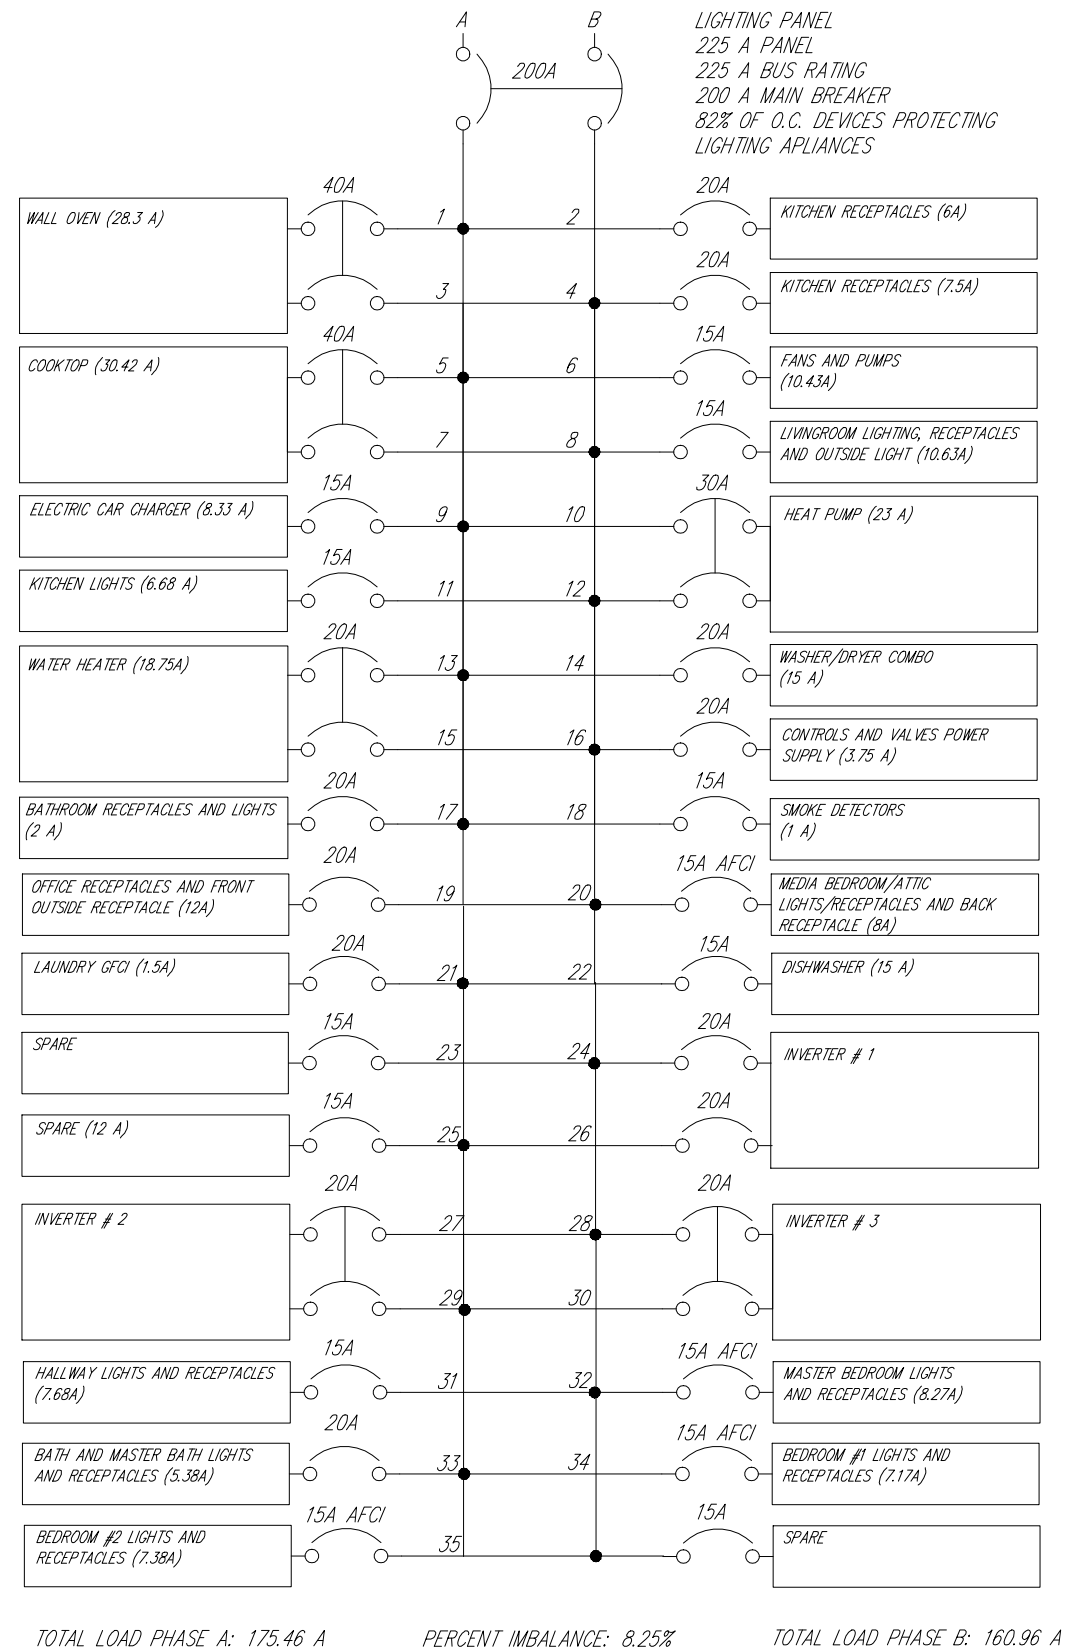 A
B
200A
LIGHTING PANEL
225 A PANEL
225 A BUS RATING
200 A MAIN BREAKER
82% OF O.C. DEVICES PROTECTING
LIGHTING APLIANCES
40A
WALL OVEN (28.3 A)
1
2
20A
KITCHEN RECEPTACLES (6A)
3
4
20A
KITCHEN RECEPTACLES (7.5A)
40A
COOKTOP (30.42 A)
5
6
15A
FANS AND PUMPS
(10.43A)
7
8
15A
LIVINGROOM LIGHTING, RECEPTACLES
AND OUTSIDE LIGHT (10.63A)
15A
ELECTRIC CAR CHARGER (8.33 A)
9
10
30A
HEAT PUMP (23 A)
15A
KITCHEN LIGHTS (6.68 A)
11
12
20A
WATER HEATER (18.75A)
13
14
20A
WASHER/DRYER COMBO
(15 A)
15
16
20A
CONTROLS AND VALVES POWER
SUPPLY (3.75 A)
20A
BATHROOM RECEPTACLES AND LIGHTS
(2 A)
17
18
15A
SMOKE DETECTORS
(1 A)
20A
OFFICE RECEPTACLES AND FRONT
OUTSIDE RECEPTACLE (12A)
19
20
15A AFCI
MEDIA BEDROOM/ATTIC
LIGHTS/RECEPTACLES AND BACK
RECEPTACLE (8A)
20A
LAUNDRY GFCI (1.5A)
21
22
15A
DISHWASHER (15 A)
15A
SPARE
23
24
20A
INVERTER # 1
15A
SPARE (12 A)
25
26
20A
20A
INVERTER # 2
27
28
20A
INVERTER # 3
29
30
15A
HALLWAY LIGHTS AND RECEPTACLES
(7.68A)
31
32
15A AFCI
MASTER BEDROOM LIGHTS
AND RECEPTACLES (8.27A)
20A
BATH AND MASTER BATH LIGHTS
AND RECEPTACLES (5.38A)
33
34
15A AFCI
BEDROOM #1 LIGHTS AND
RECEPTACLES (7.17A)
15A AFCI
BEDROOM #2 LIGHTS AND
RECEPTACLES (7.38A)
35
15A
SPARE
TOTAL LOAD PHASE A: 175.46 A
PERCENT IMBALANCE: 8.25%
TOTAL LOAD PHASE B: 160.96 A